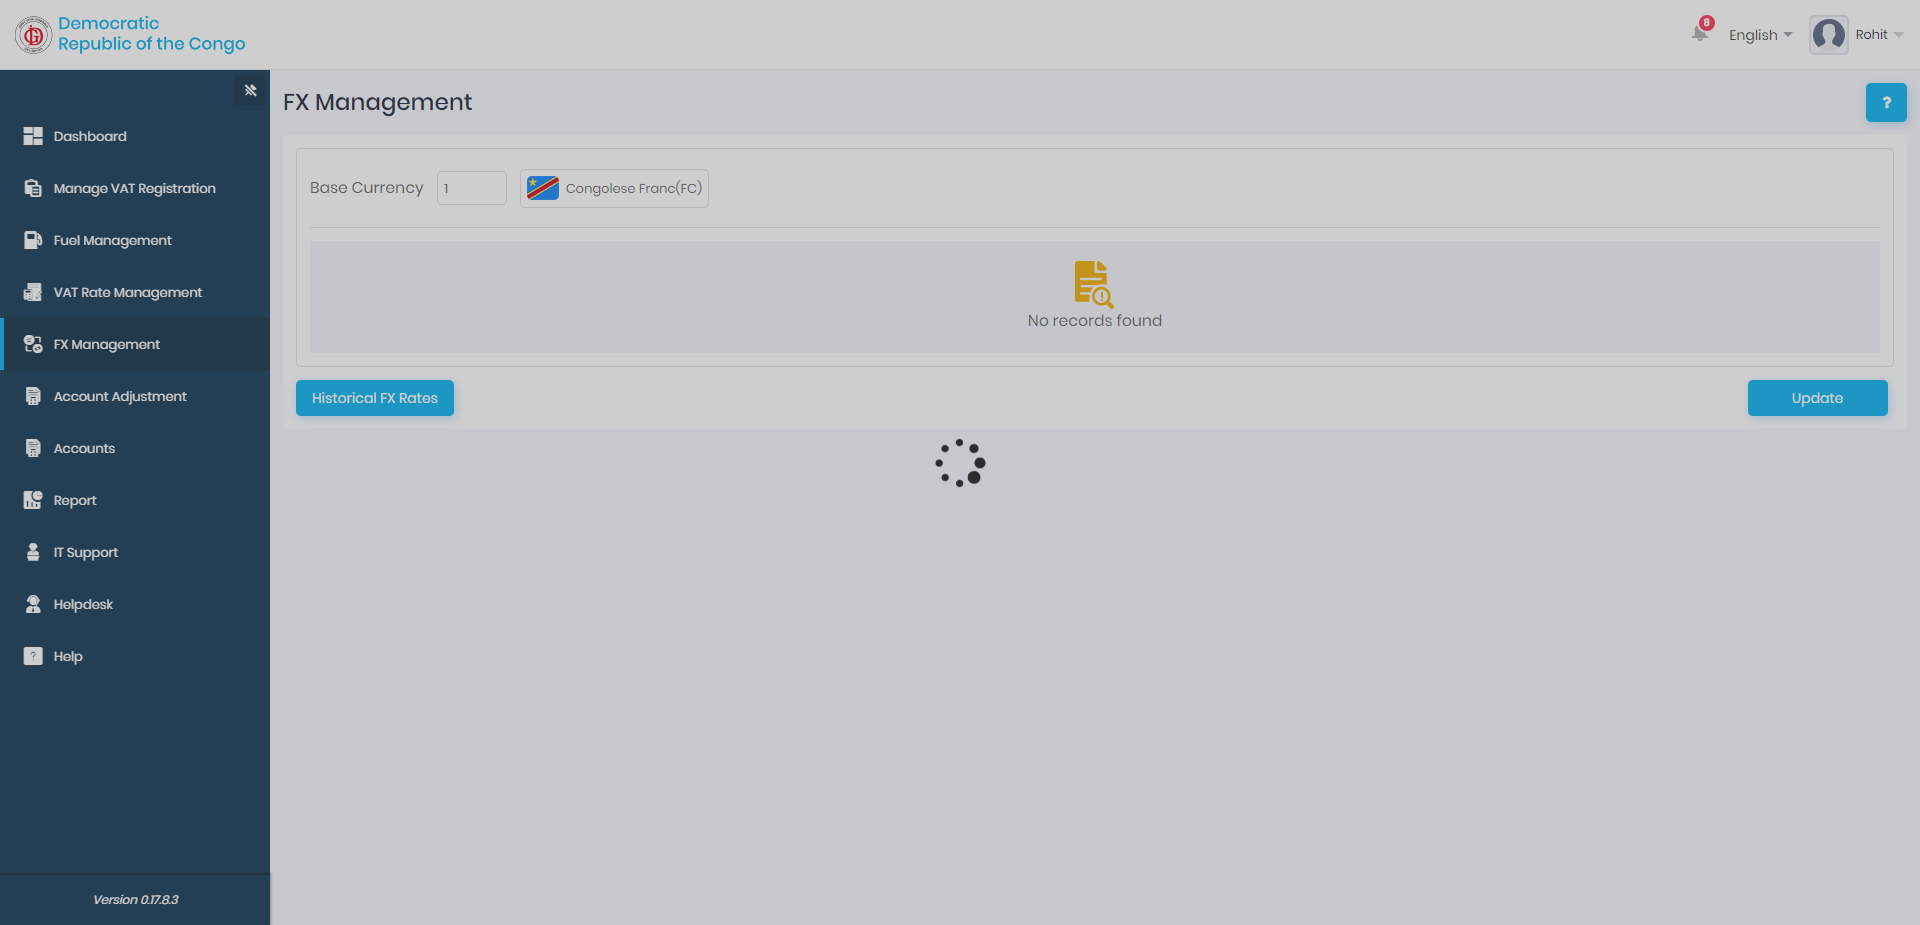 Democratic
Republic of the Congo
8
English
Rohit
Dashboard
Manage VAT Registration
Fuel Management
VAT Rate Management
FX Management
Account Adjustment
Accounts
Report
IT Support
Helpdesk
?
Help
Version 0.17.8.3
FX Management
?
Base Currency
1
Congolese Franc(FC)
No records found
Historical FX Rates
Update